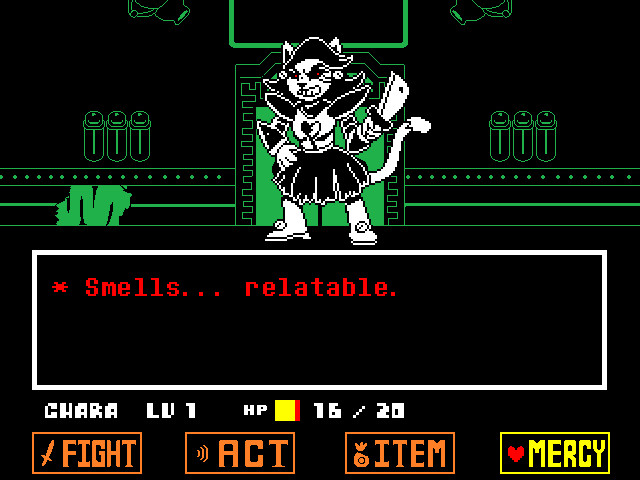 * Smells... relatable.
CHARA LV 1 HP 16 / 20
FIGHT ACT ITEM MERCY